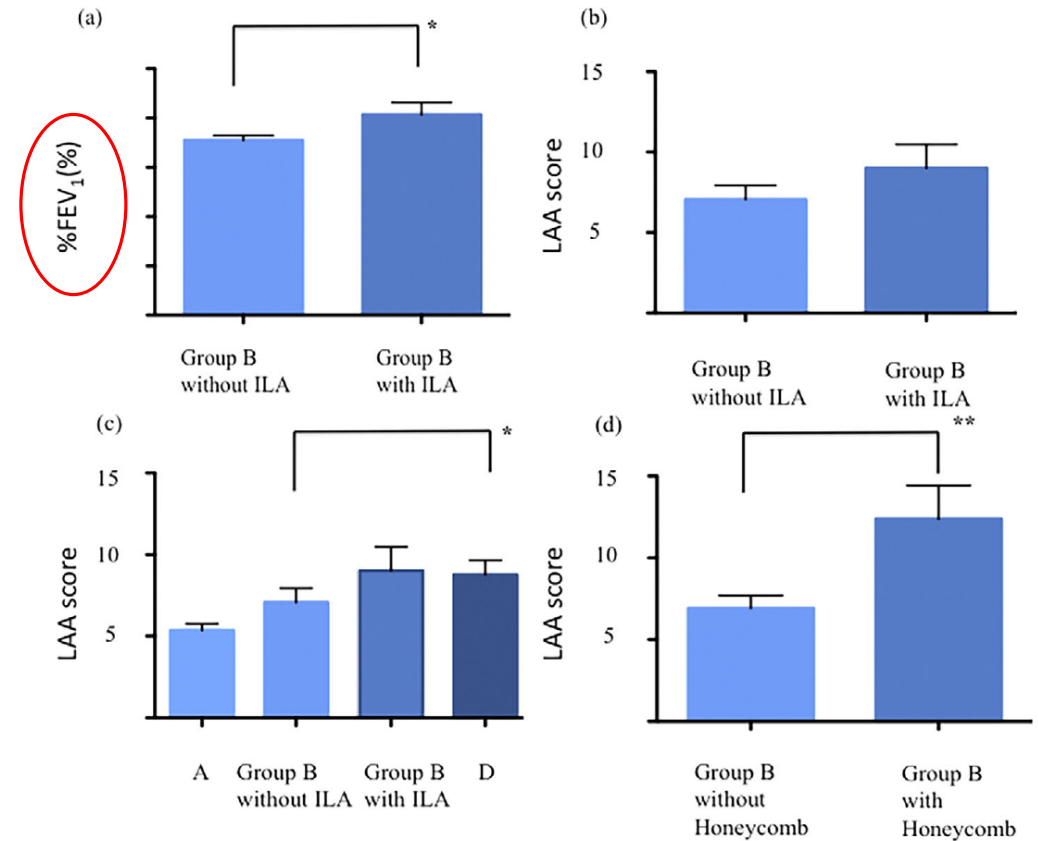 (a)
*
%FEV₁(%)
Group B
without ILA
Group B
with ILA
(b)
15
10
5
LAA score
Group B
without ILA
Group B
with ILA
(c)
*
15
10
5
LAA score
A
Group B
without ILA
Group B
with ILA
D
(d)
**
15
10
5
LAA score
Group B
without
Honeycomb
Group B
with
Honeycomb